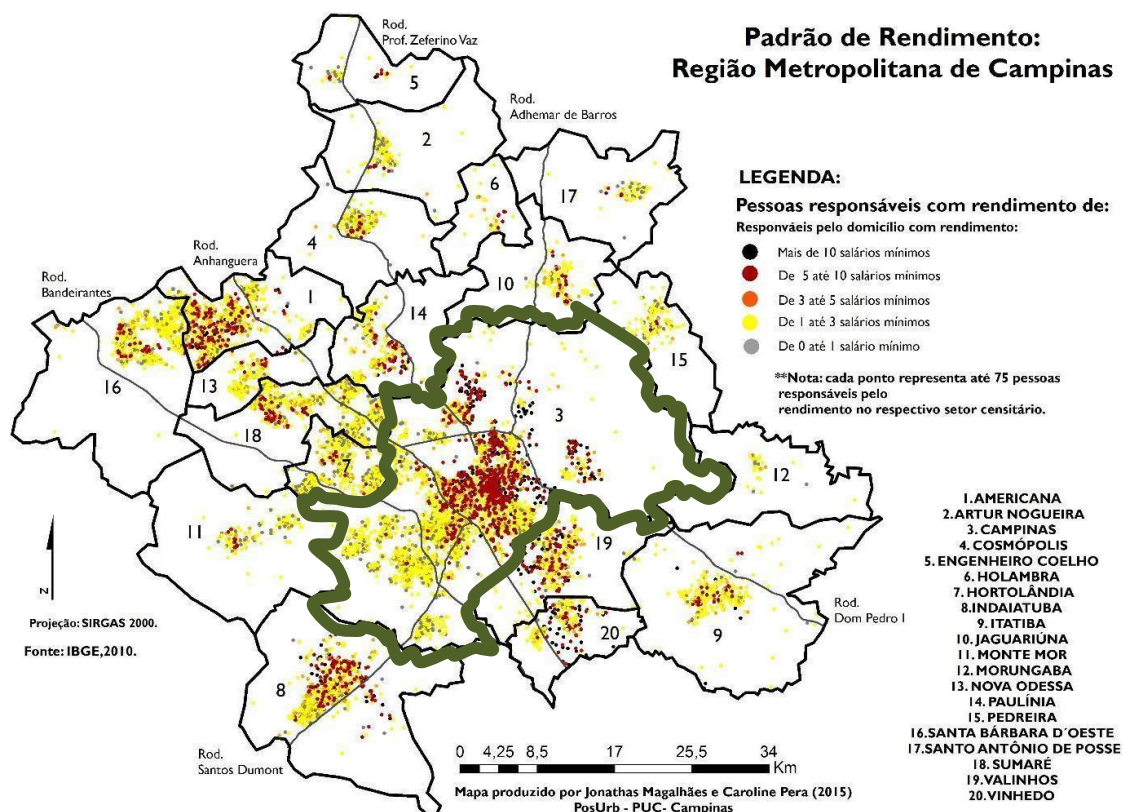 Padrão de Rendimento:
Região Metropolitana de Campinas
Rod.
Prof. Zeferino Vaz
5
Rod.
Adhemar de Barros
2
6
17
4
Rod.
Anhanguera
10
Rod.
Bandeirantes
1
14
15
16
13
3
18
7
12
11
19
9
20
8
Rod.
Dom Pedro I
Rod.
Santos Dumont
LEGENDA:
Pessoas responsáveis com rendimento de:
Responváeis pelo domicílio com rendimento:
Mais de 10 salários mínimos
De 5 até 10 salários mínimos
De 3 até 5 salários mínimos
De 1 até 3 salários mínimos
De 0 até 1 salário mínimo
**Nota: cada ponto representa até 75 pessoas
responsáveis pelo
rendimento no respectivo setor censitário.
1. AMERICANA
2. ARTUR NOGUEIRA
3. CAMPINAS
4. COSMÓPOLIS
5. ENGENHEIRO COELHO
6. HOLAMBRA
7. HORTOLÂNDIA
8. INDAIATUBA
9. ITATIBA
10. JAGUARIÚNA
11. MONTE MOR
12. MORUNGABA
13. NOVA ODESSA
14. PAULÍNIA
15. PEDREIRA
16. SANTA BÁRBARA D´OESTE
17. SANTO ANTÔNIO DE POSSE
18. SUMARÉ
19. VALINHOS
20. VINHEDO
N
Projeção: SIRGAS 2000.
Fonte: IBGE, 2010.
0 4,25 8,5 17 25,5 34
Km
Mapa produzido por Jonathas Magalhães e Caroline Pera (2015)
PosUrb - PUC- Campinas